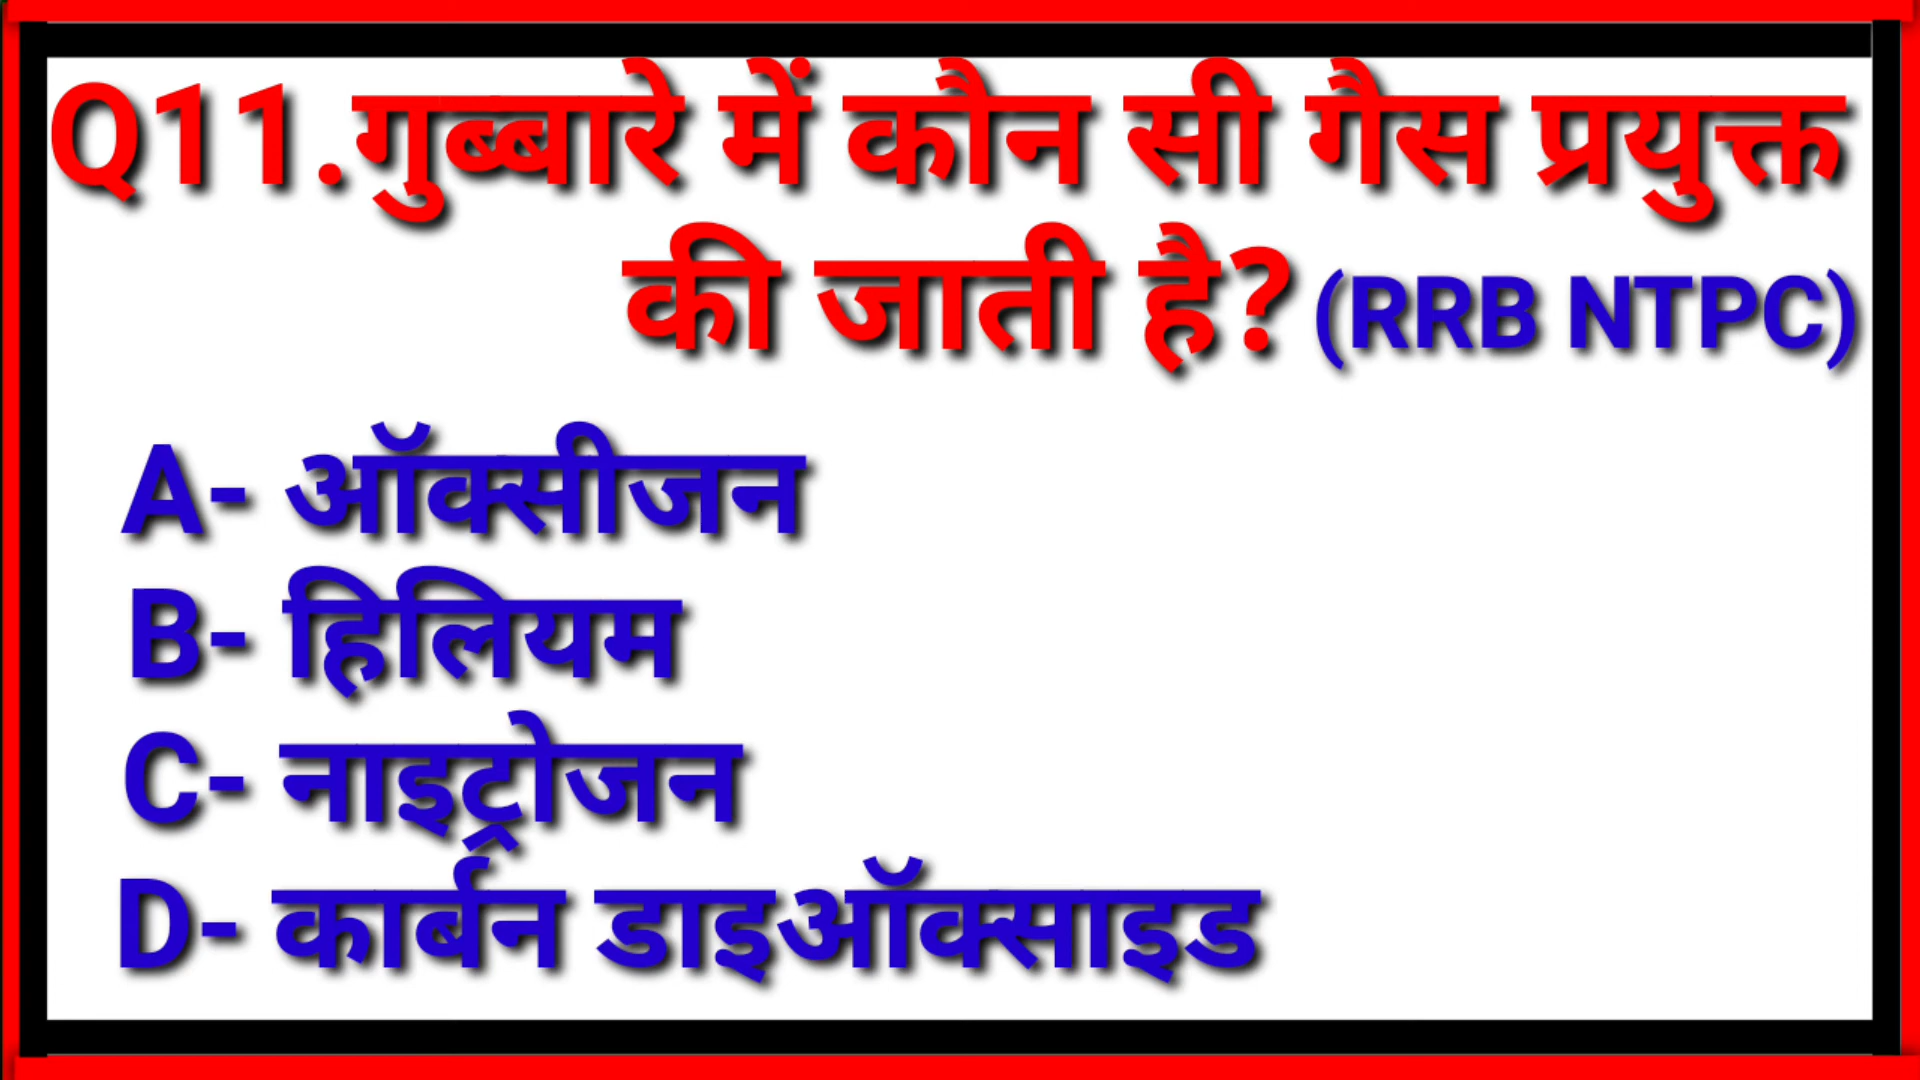 Q11.गुब्बारे में कौन सी गैस प्रयुक्त
की जाती है? (RRB NTPC)
A- ऑक्सीजन
B- हिलियम
C- नाइट्रोजन
D- कार्बन डाइऑक्साइड